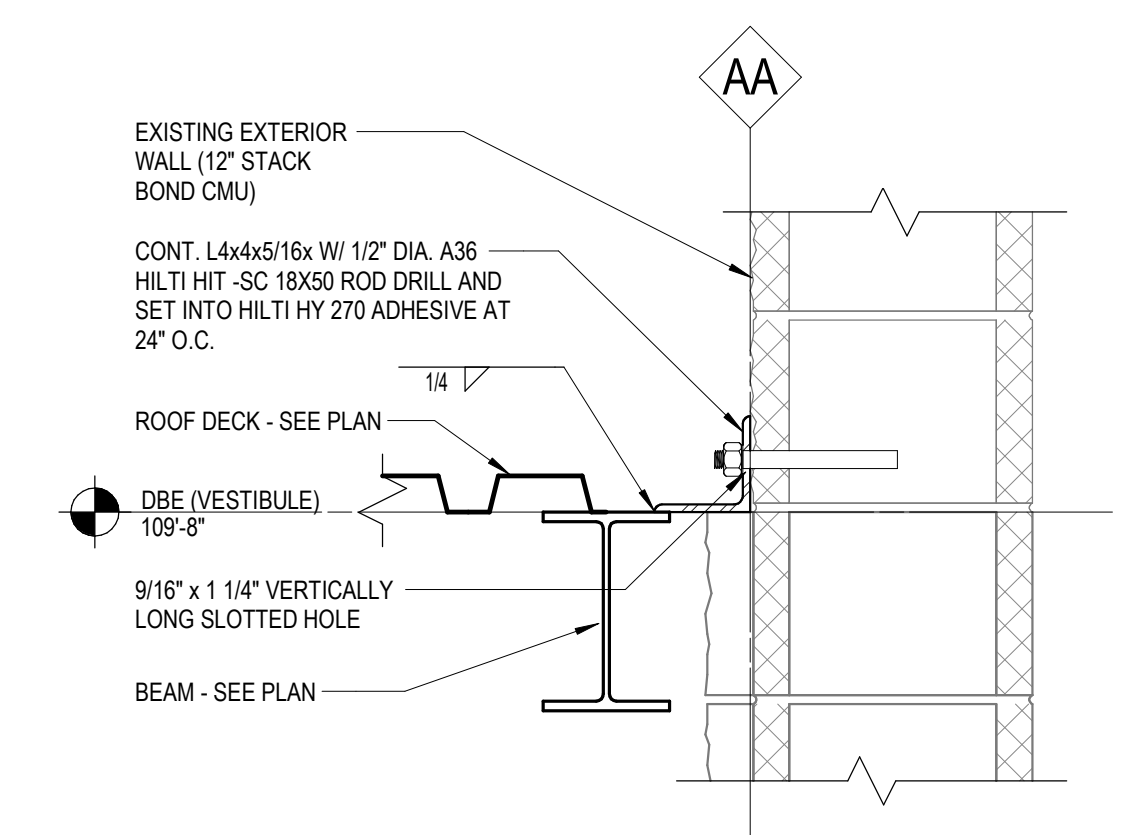 AA
EXISTING EXTERIOR
WALL (12" STACK
BOND CMU)
CONT. L4x4x5/16x W/ 1/2" DIA. A36
HILTI HIT -SC 18X50 ROD DRILL AND
SET INTO HILTI HY 270 ADHESIVE AT
24" O.C.
1/4
ROOF DECK - SEE PLAN
DBE (VESTIBULE)
109'-8"
9/16" x 1 1/4" VERTICALLY
LONG SLOTTED HOLE
BEAM - SEE PLAN